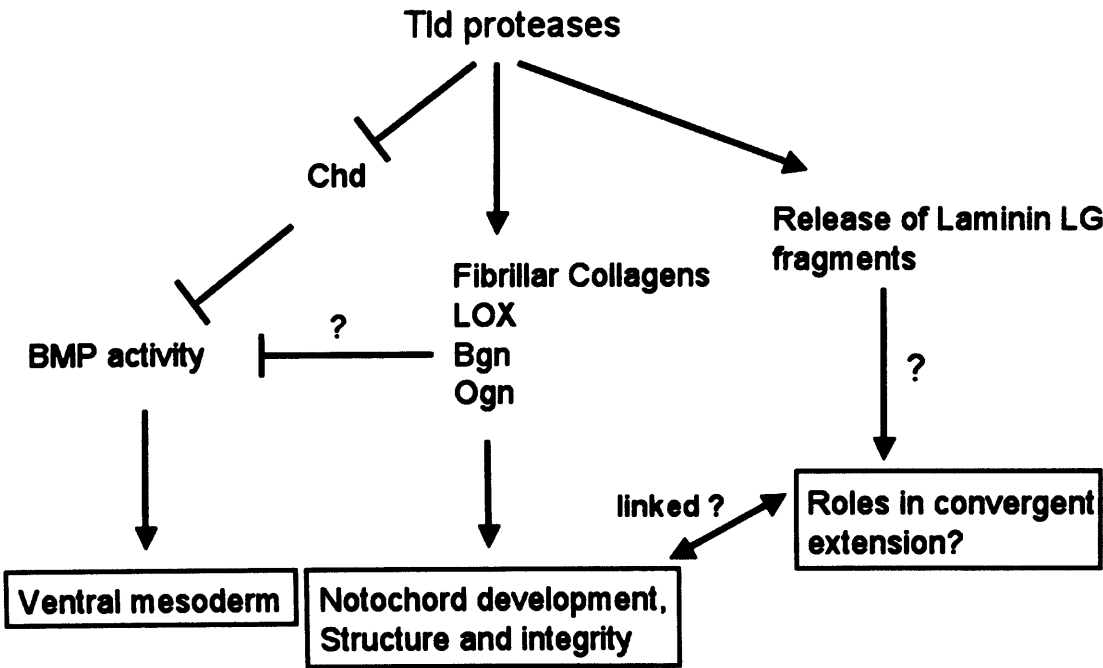 Tld proteases
Chd
Release of Laminin LG
fragments
Fibrillar Collagens
LOX
Bgn
Ogn
?
BMP activity
?
linked ?
Roles in convergent
extension?
Ventral mesoderm
Notochord development,
Structure and integrity